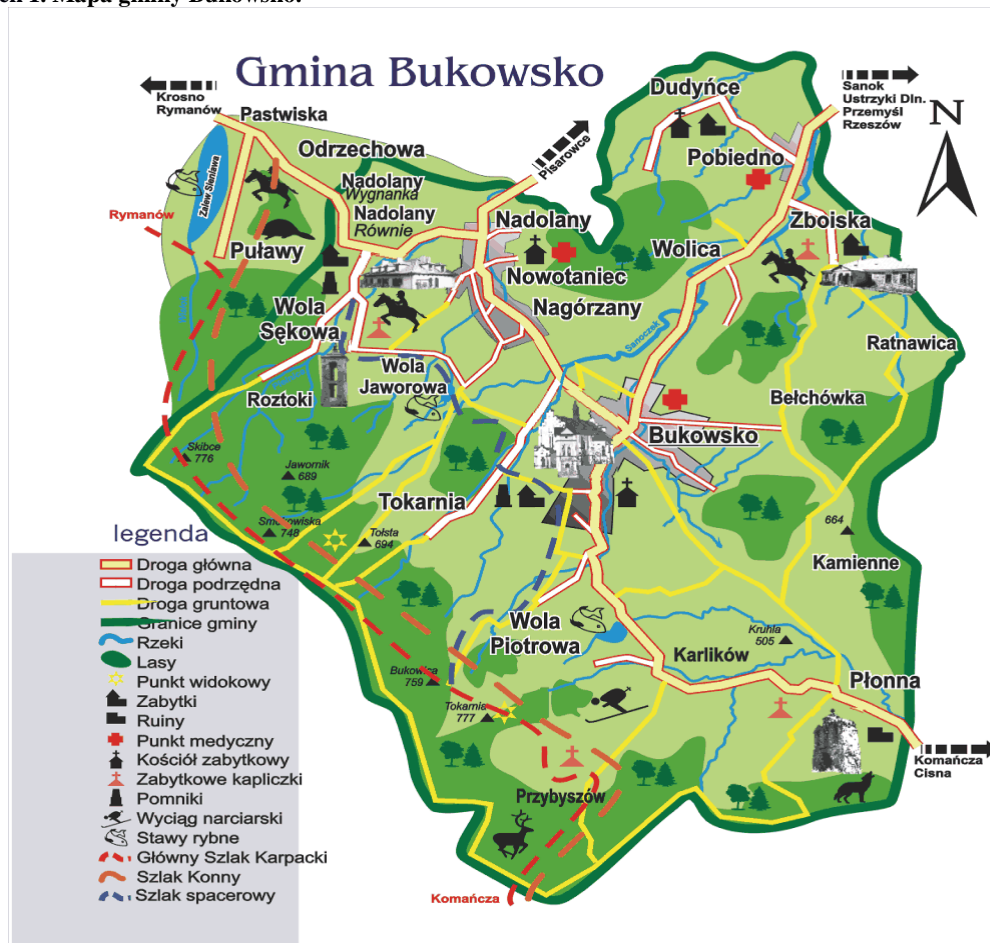 Mapa gminy Bukowsko.
Gmina Bukowsko
Krosno
Rymanów
Pastwiska
Odrzechowa
Pisarowce
Dudyńce
Sanok
Ustrzyki Dln.
Przemyśl
Rzeszów
N
Pobiedno
Zalew Sieniawa
Nadolany
Wygnanka
Nadolany
Równie
Rymanów
Puławy
Nadolany
Nowotaniec
Nagórzany
Wolica
Zboiska
Wola
Sękowa
Sanoczek
Ratnawica
Wola
Jaworowa
Roztoki
Bełchówka
Bukowsko
Skibce
776
Jawornik
689
Tokarnia
Tołsta
694
748
664
Kamienne
legenda
Droga główna
Droga podrzędna
Droga gruntowa
Granice gminy
Rzeki
Lasy
Punkt widokowy
Zabytki
Ruiny
Punkt medyczny
Kościół zabytkowy
Zabytkowe kapliczki
Pomniki
Wyciąg narciarski
Stawy rybne
Główny Szlak Karpacki
Szlak Konny
Szlak spacerowy
Wola
Piotrowa
Kruhla
505
Karlików
Bukowica
759
Tokarnia
777
Płonna
Komańcza
Cisna
Przybyszów
Komańcza